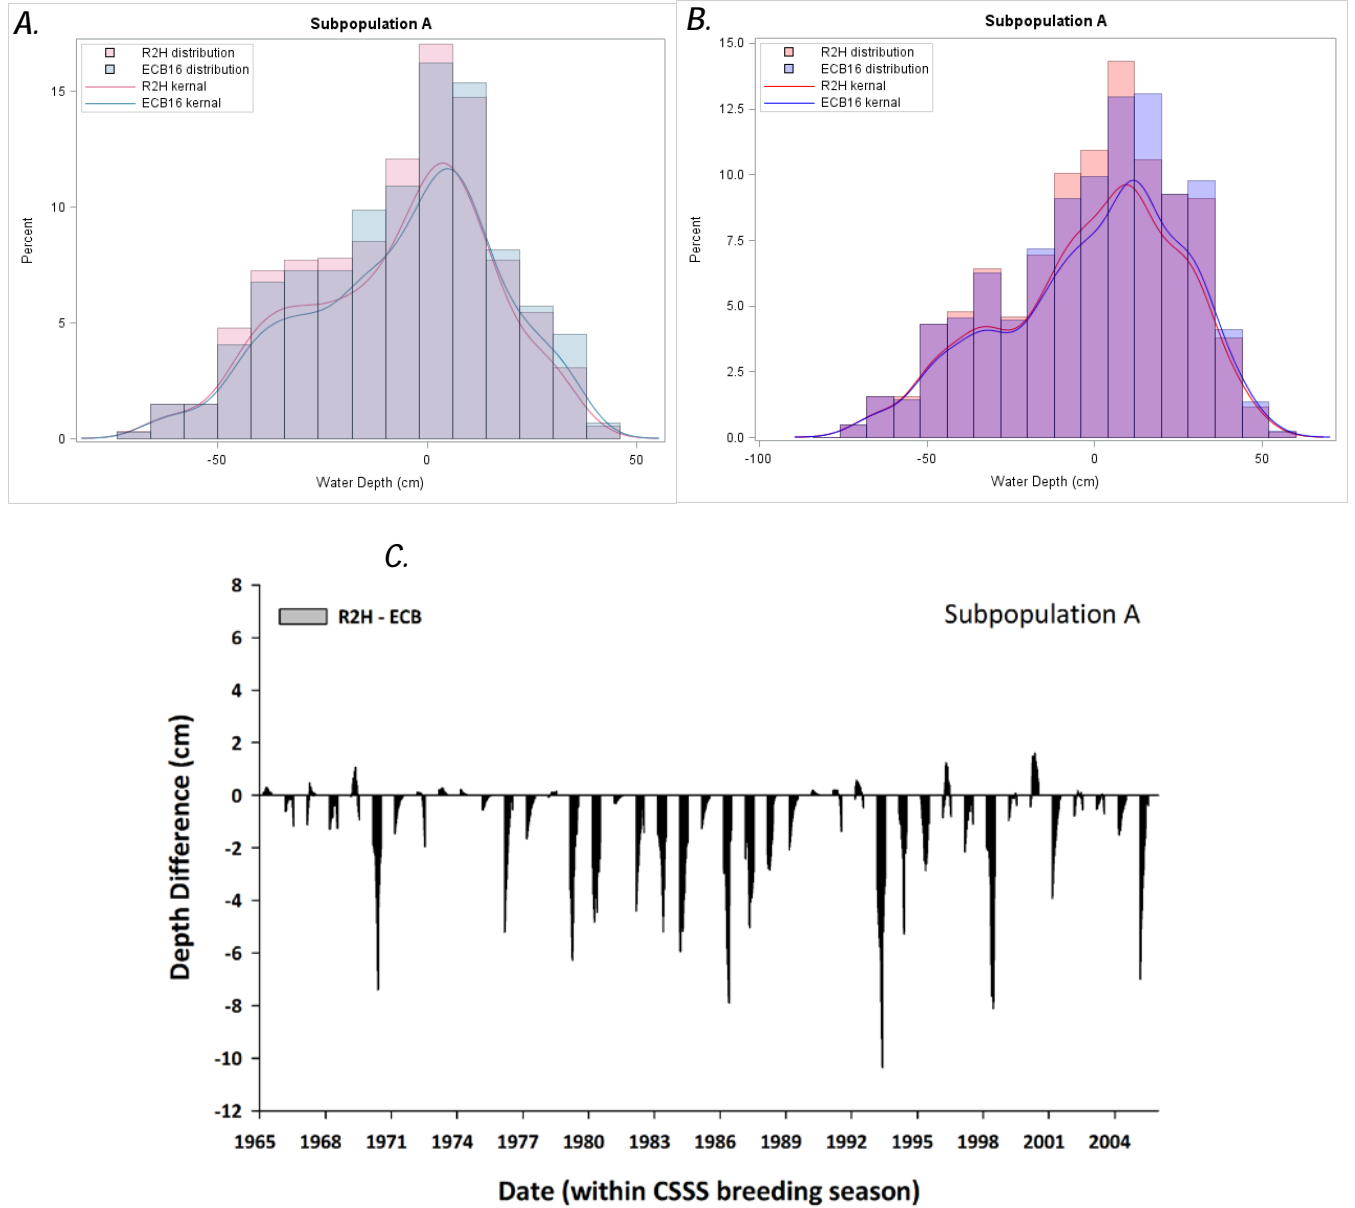 A.
Subpopulation A
R2H distribution
ECB16 distribution
R2H kernal
ECB16 kernal
15
10
5
0
Percent
-50 0 50
Water Depth (cm)
B.
Subpopulation A
R2H distribution
ECB16 distribution
R2H kernal
ECB16 kernal
15.0
12.5
10.0
7.5
5.0
2.5
0.0
Percent
-100 -50 0 50
Water Depth (cm)
C.
R2H - ECB
Subpopulation A
8
6
4
2
0
-2
-4
-6
-8
-10
-12
Depth Difference (cm)
1965 1968 1971 1974 1977 1980 1983 1986 1989 1992 1995 1998 2001 2004
Date (within CSSS breeding season)